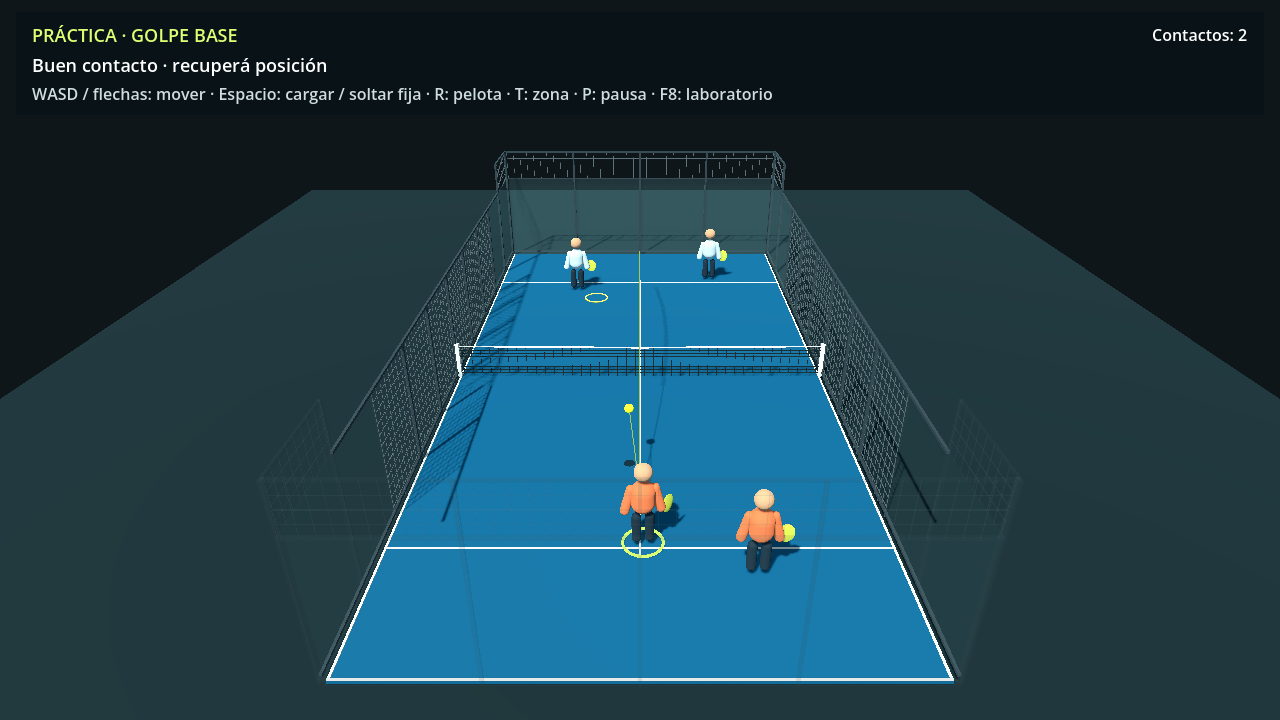 PRÁCTICA · GOLPE BASE
Contactos: 2
Buen contacto · recuperá posición
WASD / flechas: mover · Espacio: cargar / soltar fija · R: pelota · T: zona · P: pausa · F8: laboratorio